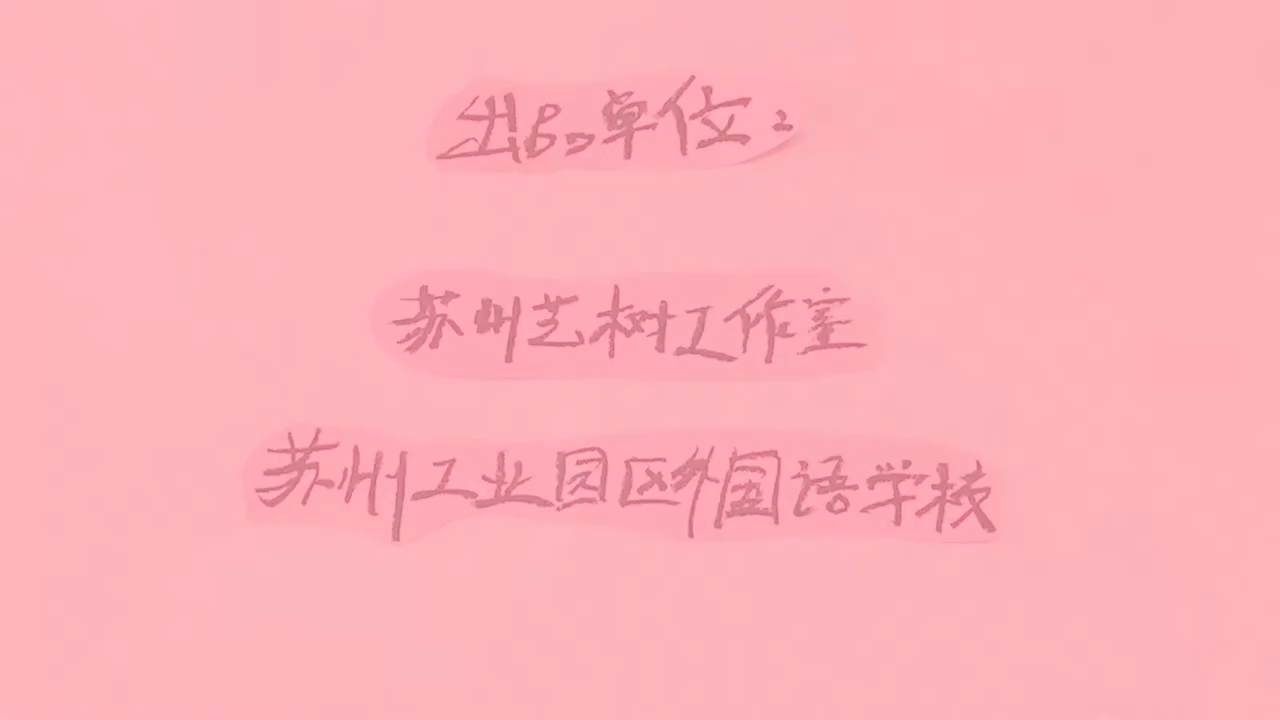 出品单位：
苏州艺树工作室
苏州工业园区外国语学校